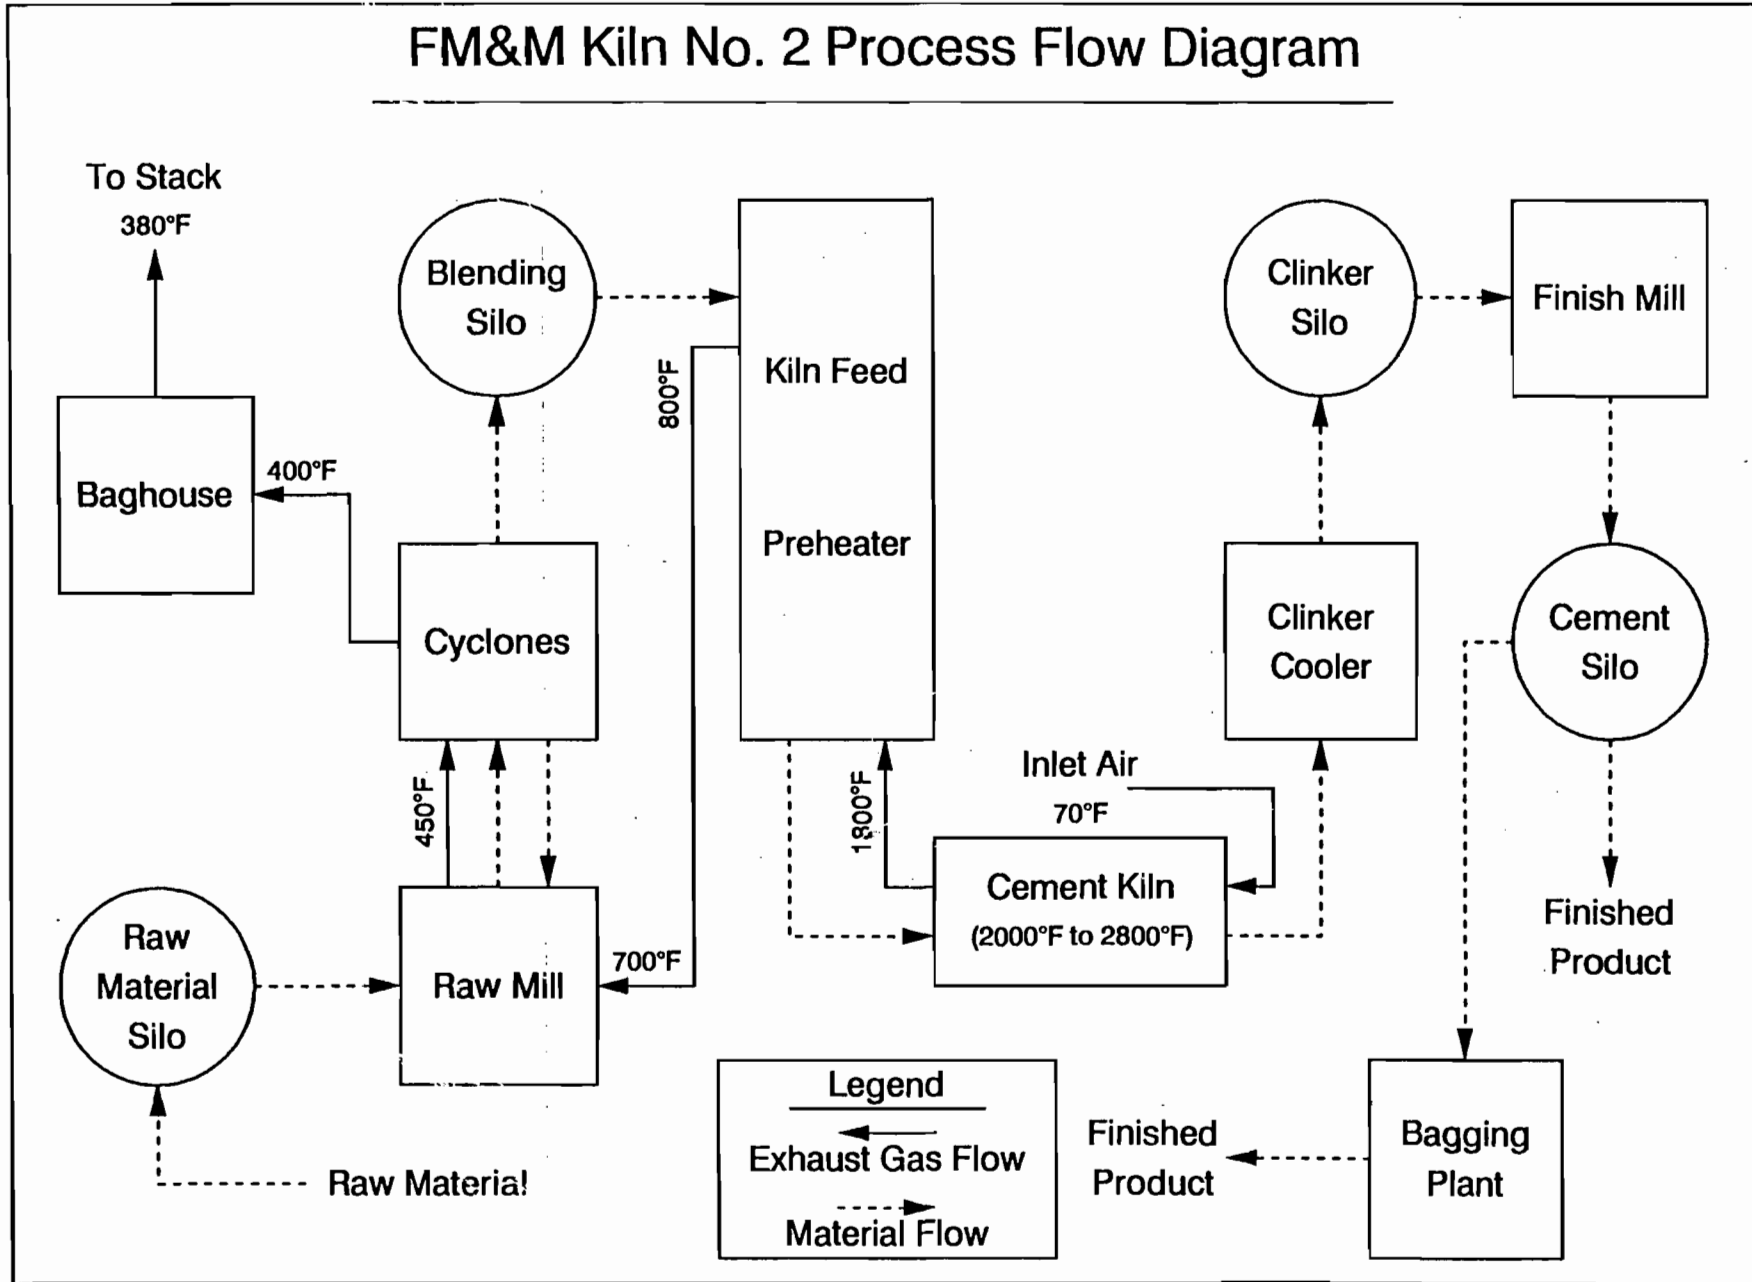 FM&M Kiln No. 2 Process Flow Diagram
To Stack
380°F
Blending
Silo
Clinker
Silo
Finish Mill
800°F
Kiln Feed
Preheater
400°F
Baghouse
Cyclones
Clinker
Cooler
Cement
Silo
450°F
1800°F
Inlet Air
70°F
Cement Kiln
(2000°F to 2800°F)
Finished
Product
Raw
Material
Silo
Raw Mill
700°F
Legend
Exhaust Gas Flow
Material Flow
Finished
Product
Bagging
Plant
Raw Material